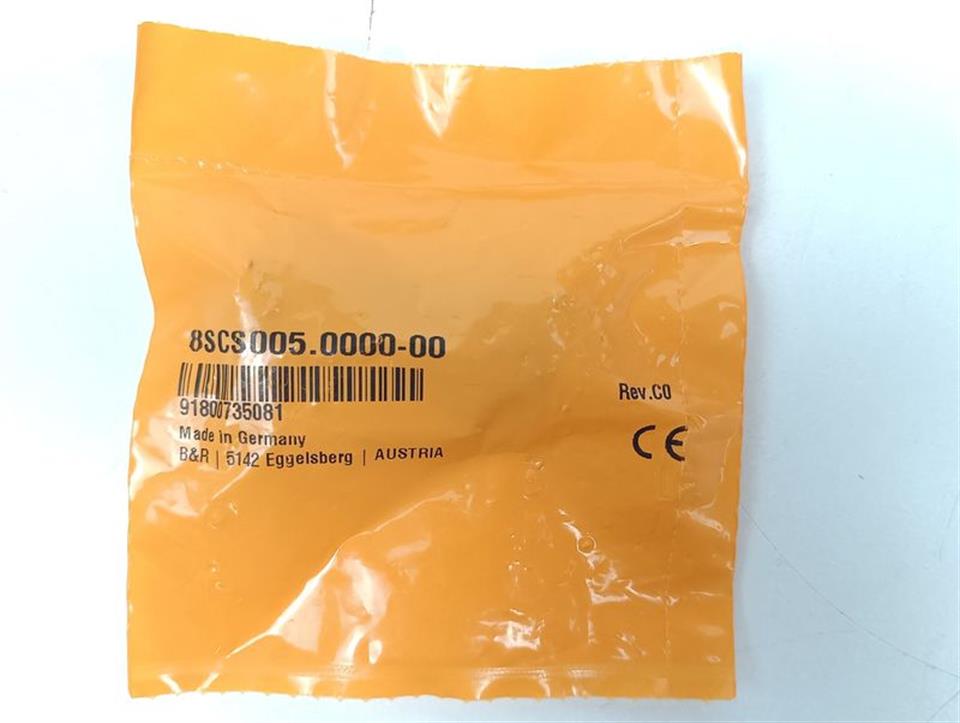 8SCS005.0000-00
91800735081
Made in Germany
B&R | 5142 Eggelsberg | AUSTRIA
Rev.C0
CE